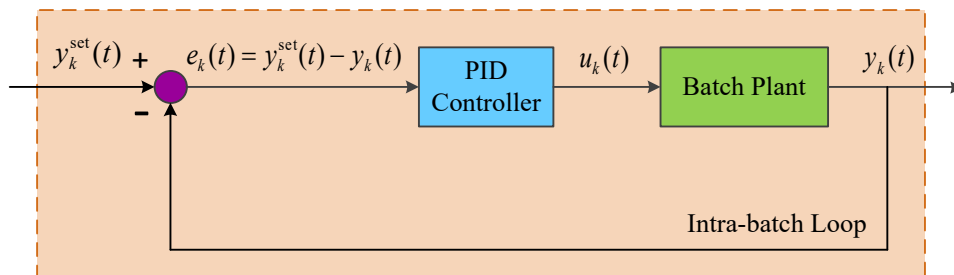 y_k^set(t)
+
e_k(t) = y_k^set(t) − y_k(t)
PID
Controller
u_k(t)
Batch Plant
y_k(t)
−
Intra-batch Loop